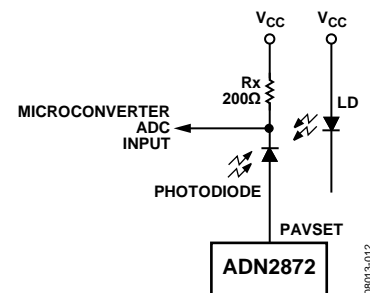 VCC
VCC
Rx
200Ω
LD
MICROCONVERTER
ADC
INPUT
PHOTODIODE
PAVSET
ADN2872
08013-012